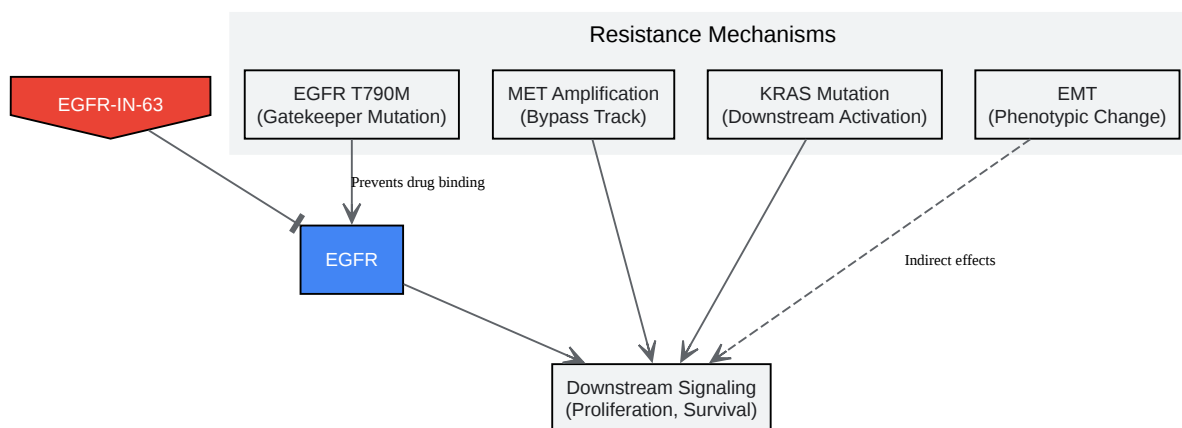 Resistance Mechanisms
EGFR-IN-63
EGFR T790M
(Gatekeeper Mutation)
MET Amplification
(Bypass Track)
KRAS Mutation
(Downstream Activation)
EMT
(Phenotypic Change)
Prevents drug binding
EGFR
Indirect effects
Downstream Signaling
(Proliferation, Survival)